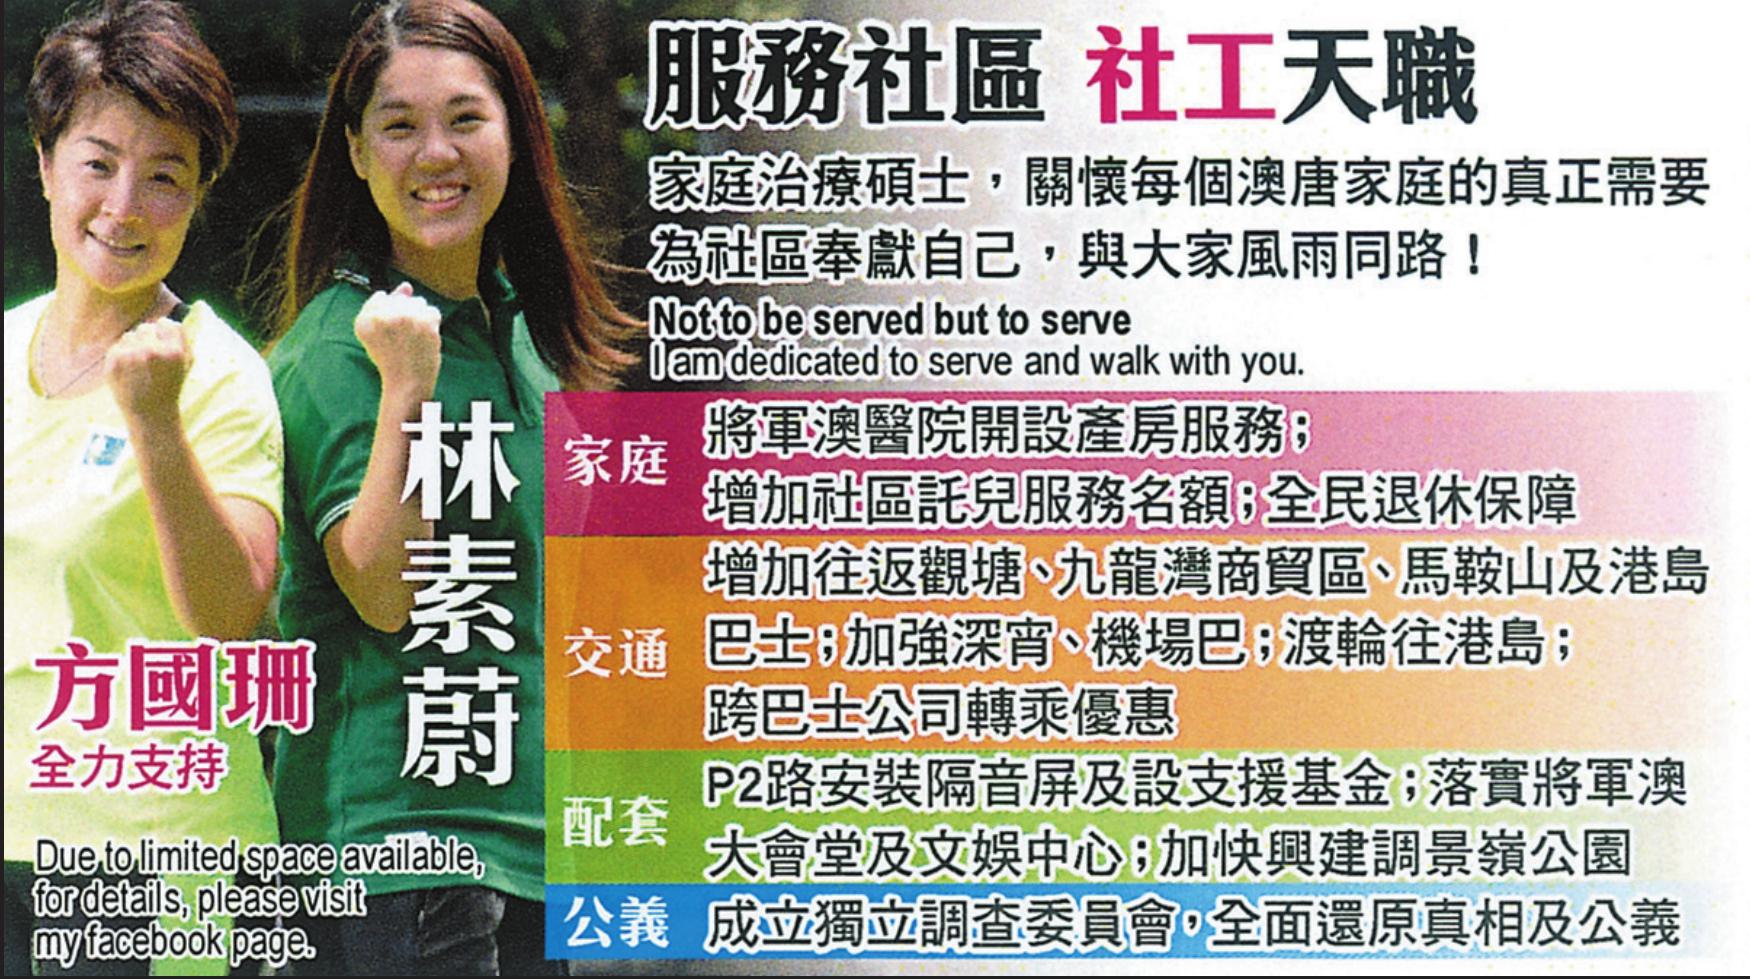 服務社區 社工天職
家庭治療碩士，關懷每個澳唐家庭的真正需要
為社區奉獻自己，與大家風雨同路！
Not to be served but to serve
I am dedicated to serve and walk with you.
林素蔚
方國珊
全力支持
Due to limited space available,
for details, please visit
my facebook page.
家庭
將軍澳醫院開設產房服務；
增加社區託兒服務名額；全民退休保障
交通
增加往返觀塘、九龍灣商貿區、馬鞍山及港島
巴士；加強深宵、機場巴；渡輪往港島；
跨巴士公司轉乘優惠
配套
P2路安裝隔音屏及設支援基金；落實將軍澳
大會堂及文娛中心；加快興建調景嶺公園
公義
成立獨立調查委員會，全面還原真相及公義